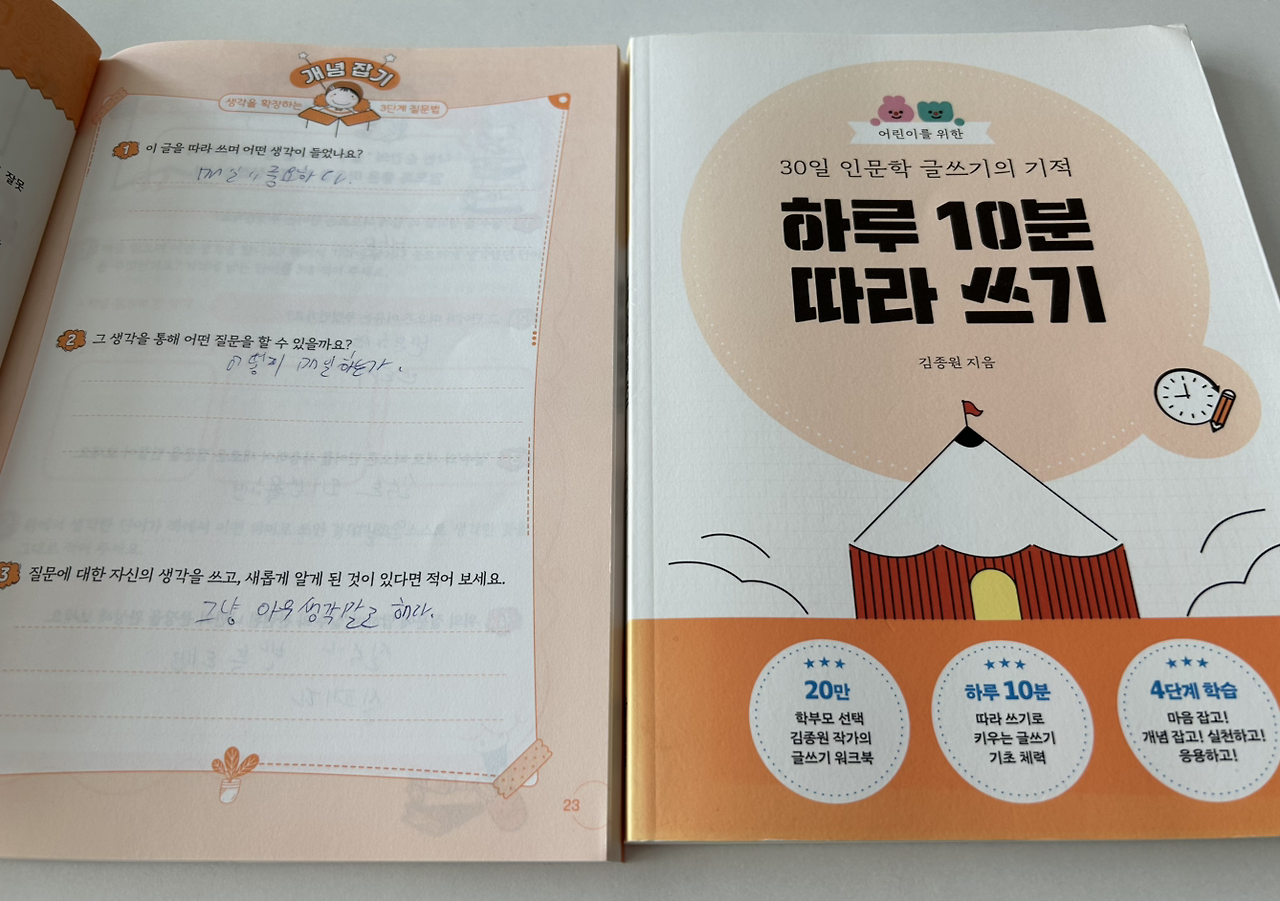 잘못
개념 잡기
생각을 확장하는 3단계 질문법
1 이 글을 따라 쓰며 어떤 생각이 들었나요?
매일이 중요하다.
2 그 생각을 통해 어떤 질문을 할 수 있을까요?
어떻게 매일 하는가.
3 질문에 대한 자신의 생각을 쓰고, 새롭게 알게 된 것이 있다면 적어 보세요.
그냥 아무 생각말고 해라.
23
어린이를 위한
30일 인문학 글쓰기의 기적
하루 10분
따라 쓰기
김종원 지음
20만
학부모 선택
김종원 작가의
글쓰기 워크북
하루 10분
따라 쓰기로
키우는 글쓰기
기초 체력
4단계 학습
마음 잡고!
개념 잡고! 실천하고!
응용하고!